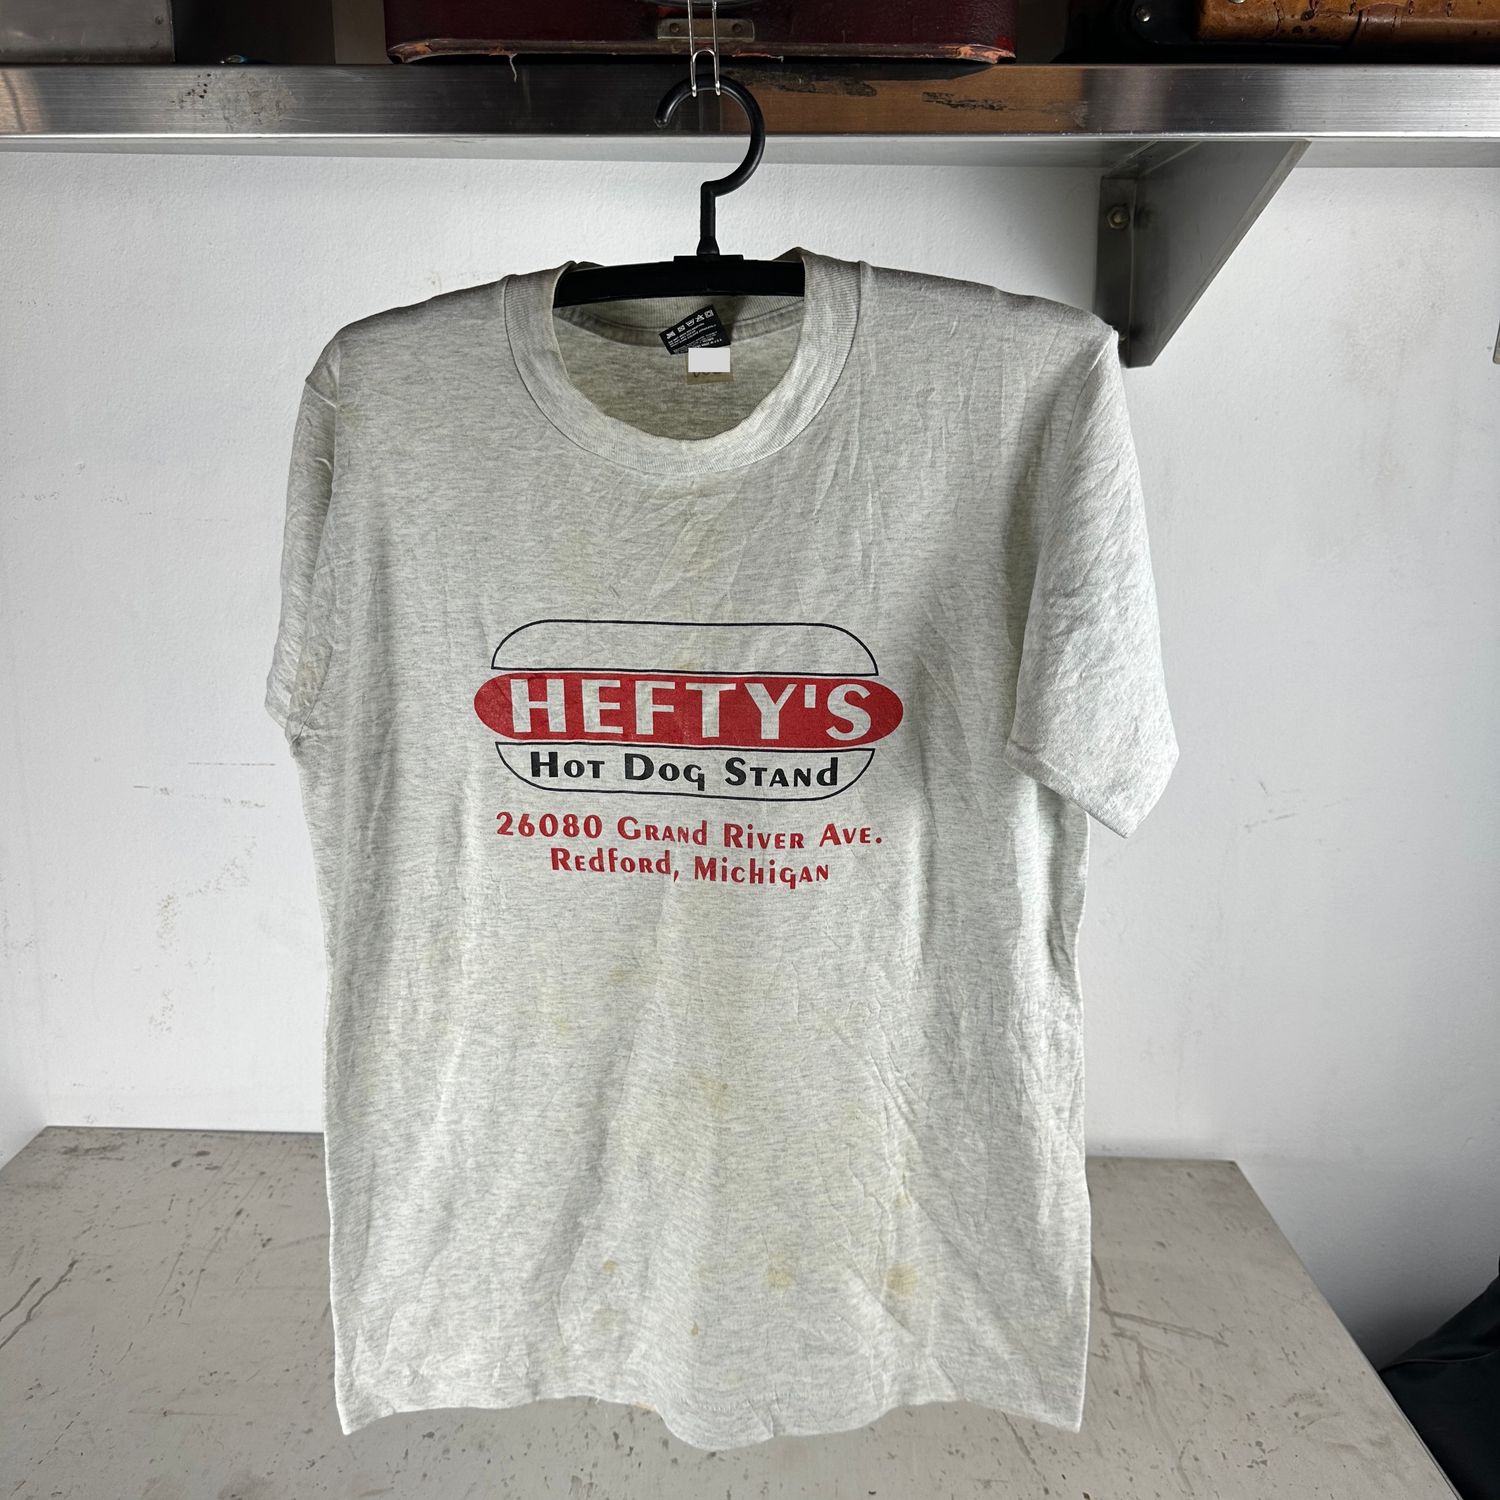 HEFTY'S
Hot Dog Stand
26080 Grand River Ave.
Redford, Michigan